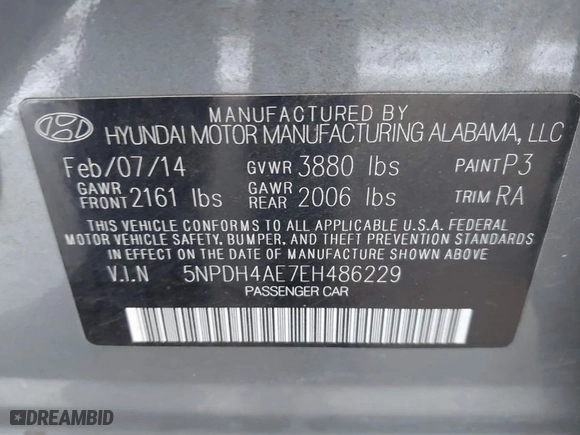 MANUFACTURED BY
HYUNDAI MOTOR MANUFACTURING ALABAMA, LLC
Feb/07/14 GVWR 3880 lbs PAINT P3
GAWR FRONT 2161 lbs GAWR REAR 2006 lbs TRIM RA
THIS VEHICLE CONFORMS TO ALL APPLICABLE U.S.A. FEDERAL
MOTOR VEHICLE SAFETY, BUMPER, AND THEFT PREVENTION
STANDARDS IN EFFECT ON THE DATE OF MANUFACTURE SHOWN ABOVE
V.I.N 5NPDH4AE7EH486229
PASSENGER CAR
DREAMBID